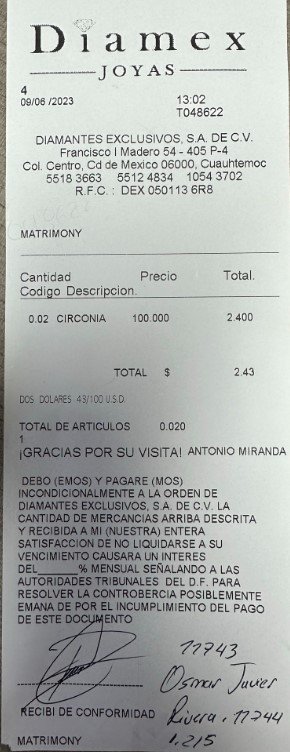 Diamex
JOYAS
4
09/06 /2023 13:02
T048622
DIAMANTES EXCLUSIVOS, S.A. DE C.V.
Francisco I Madero 54 - 405 P-4
Col. Centro, Cd de Mexico 06000, Cuauhtemoc
5518 3663 5512 4834 1054 3702
R.F.C. : DEX 050113 6R8
MATRIMONY
Cantidad Precio Total.
Codigo Descripcion.
0.02 CIRCONIA 100.000 2.400
TOTAL $ 2.43
DOS DOLARES 43/100 U.S.D.
TOTAL DE ARTICULOS 0.020
1
¡GRACIAS POR SU VISITA! ANTONIO MIRANDA
DEBO (EMOS) Y PAGARE (MOS)
INCONDICIONALMENTE A LA ORDEN DE
DIAMANTES EXCLUSIVOS, S.A. DE C.V. LA
CANTIDAD DE MERCANCIAS ARRIBA DESCRITA
Y RECIBIDA A MI (NUESTRA) ENTERA
SATISFACCION DE NO LIQUIDARSE A SU
VENCIMIENTO CAUSARA UN INTERES
DEL______% MENSUAL SEÑALANDO A LAS
AUTORIDADES TRIBUNALES DEL D.F. PARA
RESOLVER LA CONTROBERCIA POSIBLEMENTE
EMANA DE POR EL INCUMPLIMIENTO DEL PAGO
DE ESTE DOCUMENTO
11743
Osmar Javier
RECIBI DE CONFORMIDAD Rivera. 11244
MATRIMONY 1.215